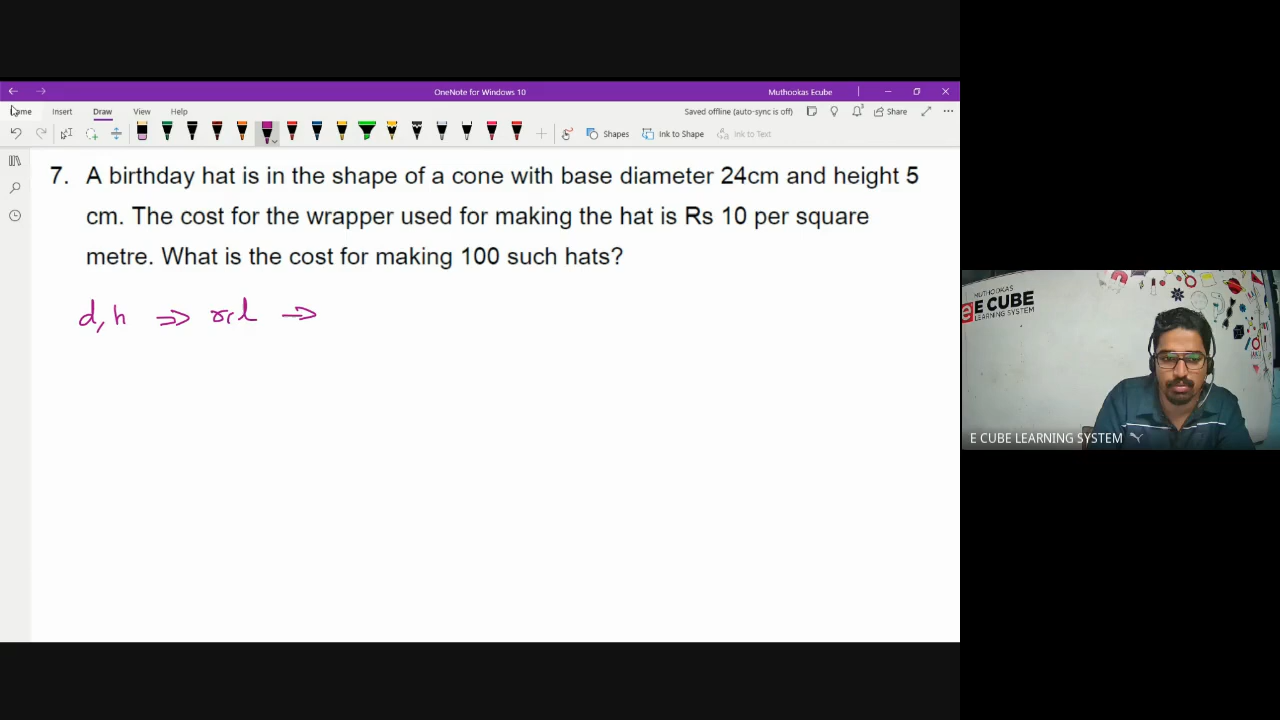 OneNote for Windows 10
Muthookas Ecube
Home Insert Draw View Help
Saved offline (auto-sync is off)
Share
Shapes
Ink to Shape
Ink to Text
7. A birthday hat is in the shape of a cone with base diameter 24cm and height 5
cm. The cost for the wrapper used for making the hat is Rs 10 per square
metre. What is the cost for making 100 such hats?
d, h ⇒ r, l ⇒
MUTHOOKAS
e E CUBE
LEARNING SYSTEM
E CUBE LEARNING SYSTEM